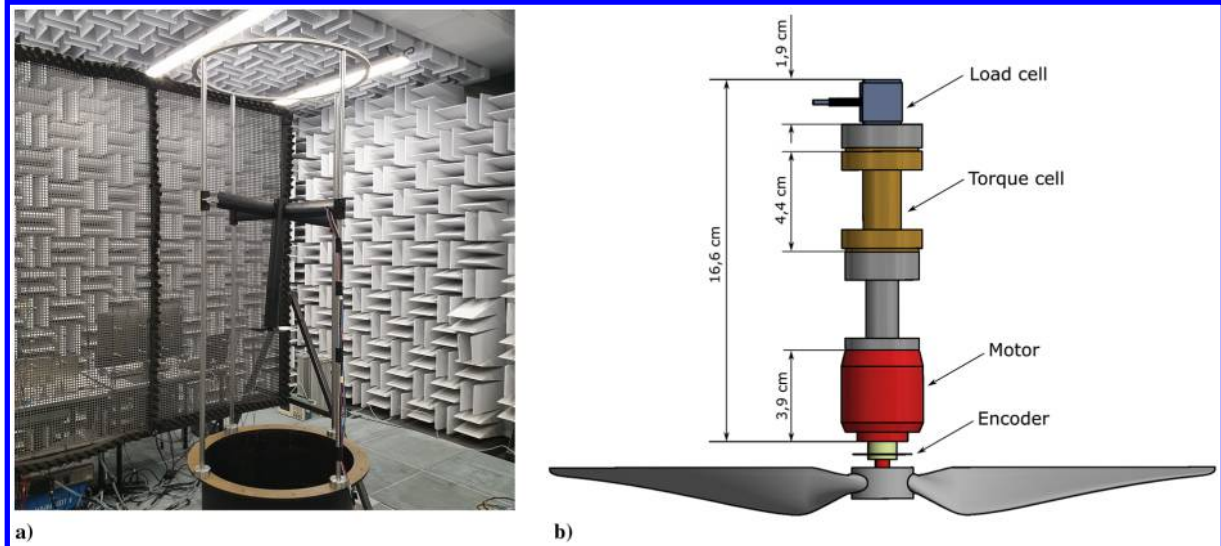 1,9 cm
Load cell
4,4 cm
Torque cell
16,6 cm
Motor
3,9 cm
Encoder
a)
b)